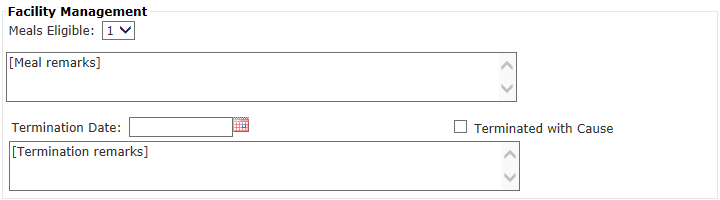 Facility Management
Meals Eligible: 1
[Meal remarks]
Termination Date: Terminated with Cause
[Termination remarks]